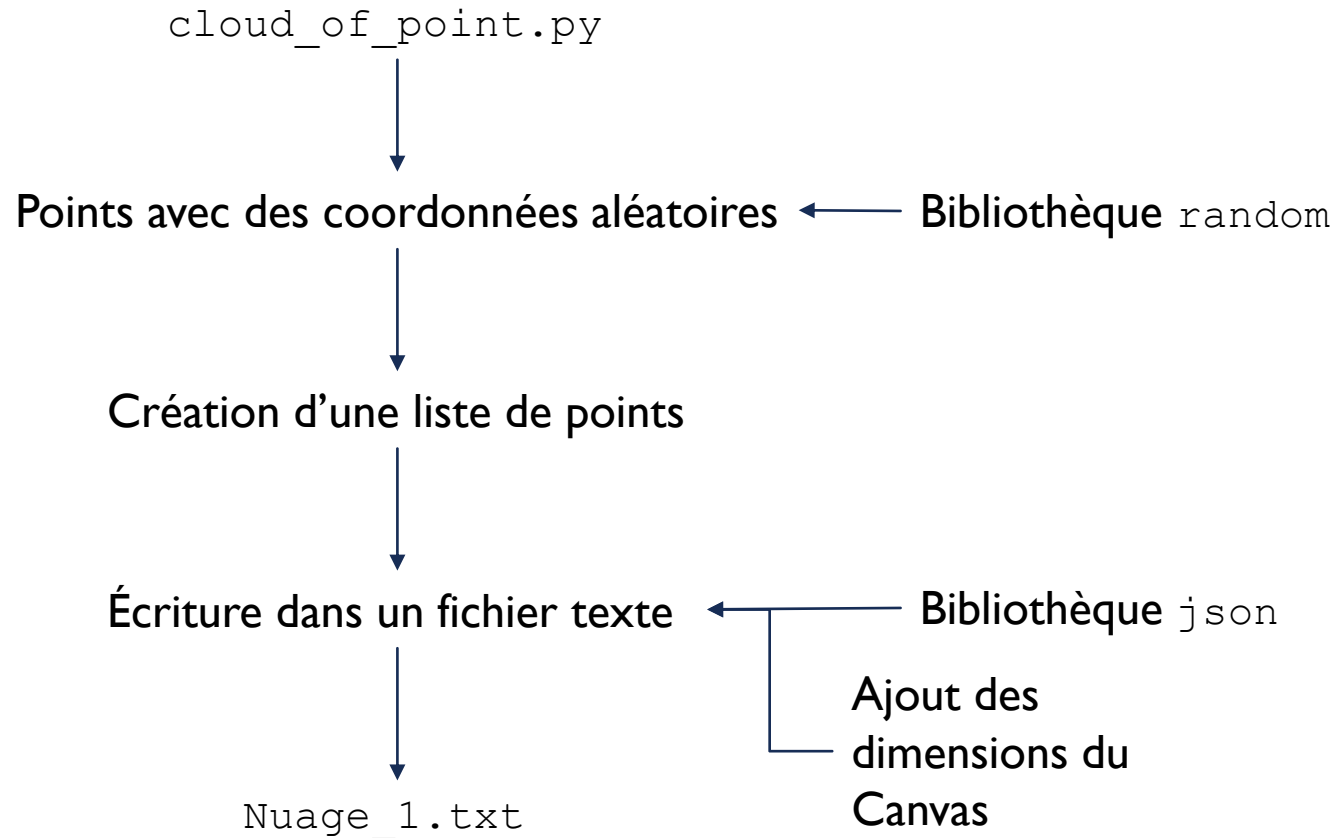 cloud_of_point.py
Points avec des coordonnées aléatoires
Bibliothèque random
Création d’une liste de points
Écriture dans un fichier texte
Bibliothèque json
Ajout des
dimensions du
Canvas
Nuage_1.txt